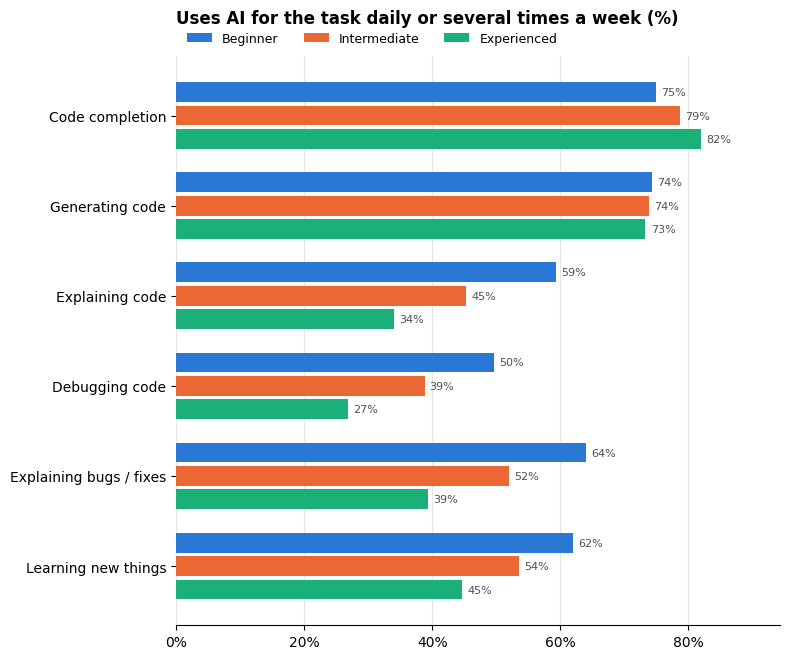 Uses AI for the task daily or several times a week (%)
Beginner Intermediate Experienced
Code completion
75%
79%
82%
Generating code
74%
74%
73%
Explaining code
59%
45%
34%
Debugging code
50%
39%
27%
Explaining bugs / fixes
64%
52%
39%
Learning new things
62%
54%
45%
0% 20% 40% 60% 80%